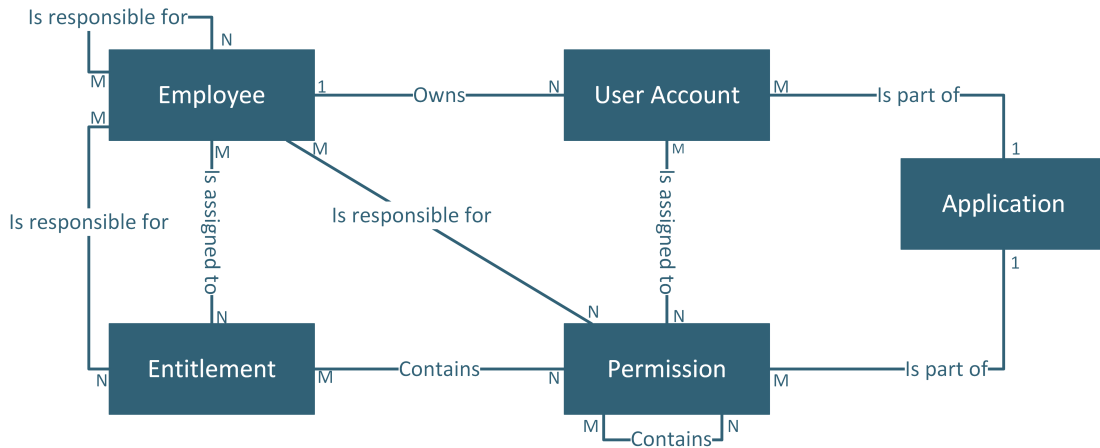 Is responsible for
N
M
Employee
1
Owns
N
User Account
M
Is part of
1
M
M
M
M
Is assigned to
Is responsible for
Is responsible for
Is assigned to
Application
1
N
N
N
Entitlement
N
M
Contains
N
Permission
M
Is part of
M
N
Contains